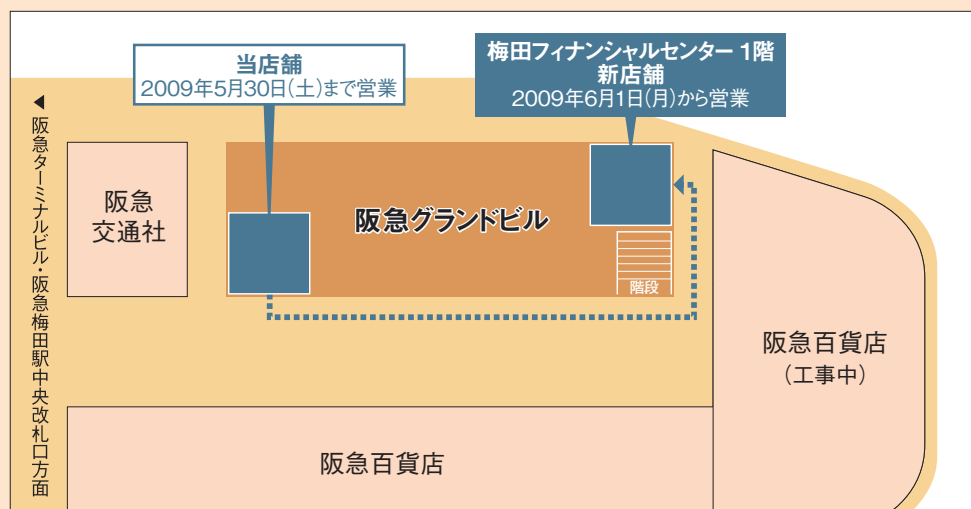 当店舗
2009年5月30日(土)まで営業
梅田フィナンシャルセンター 1階
新店舗
2009年6月1日(月)から営業
◀阪急ターミナルビル・阪急梅田駅中央改札口方面
阪急
交通社
阪急グランドビル
階段
阪急百貨店
(工事中)
阪急百貨店